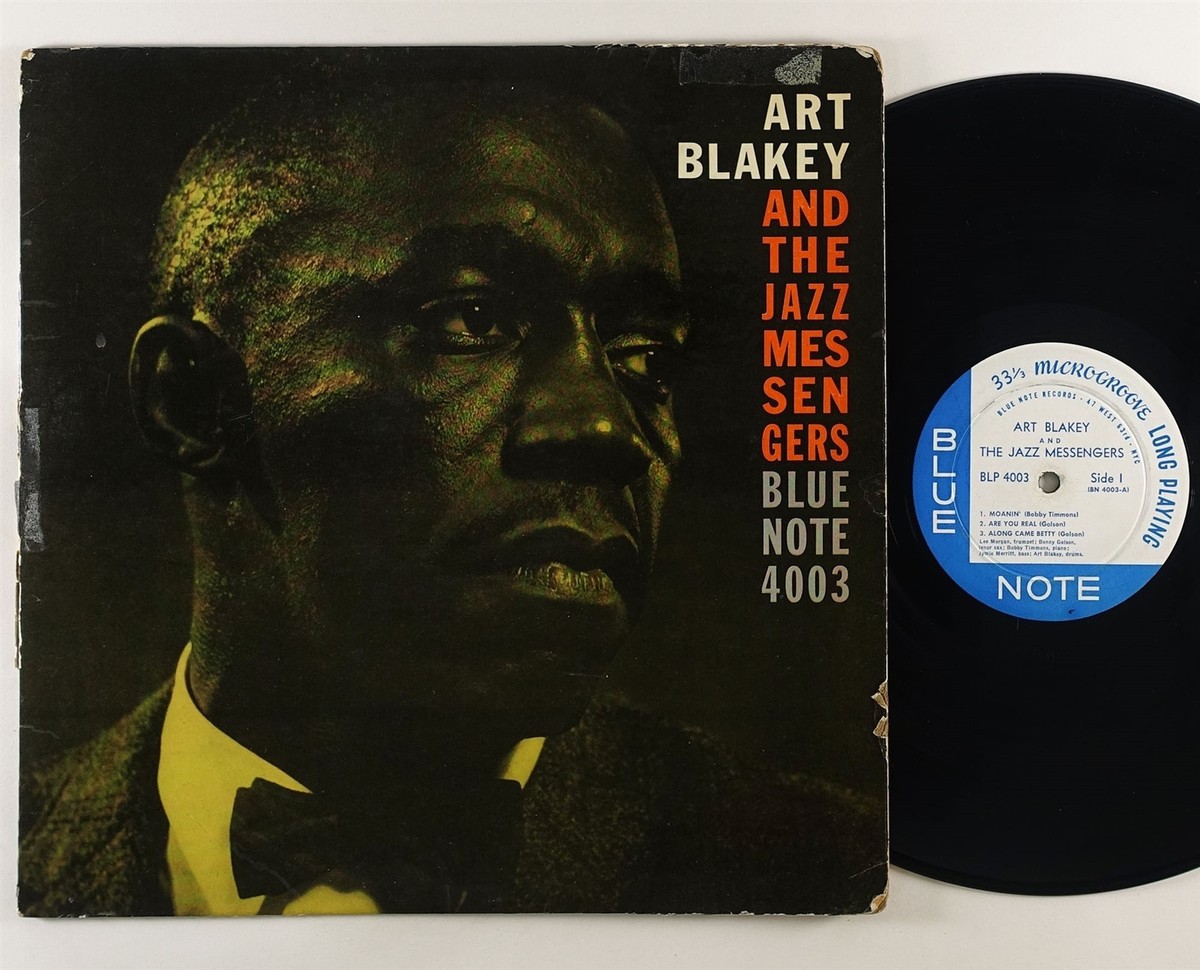 ART
BLAKEY
AND
THE
JAZZ
MES
SEN
GERS
BLUE
NOTE
4003
33⅓ MICROGROOVE LONG PLAYING
BLUE NOTE RECORDS · 47 WEST 63rd · NYC
ART BLAKEY
AND
THE JAZZ MESSENGERS
BLP 4003
Side 1
(BN 4003-A)
1. MOANIN' (Bobby Timmons)
2. ARE YOU REAL (Golson)
3. ALONG CAME BETTY (Golson)
Lee Morgan, trumpet; Benny Golson,
tenor sax; Bobby Timmons, piano;
Jymie Merritt, bass; Art Blakey, drums.
BLUE
NOTE